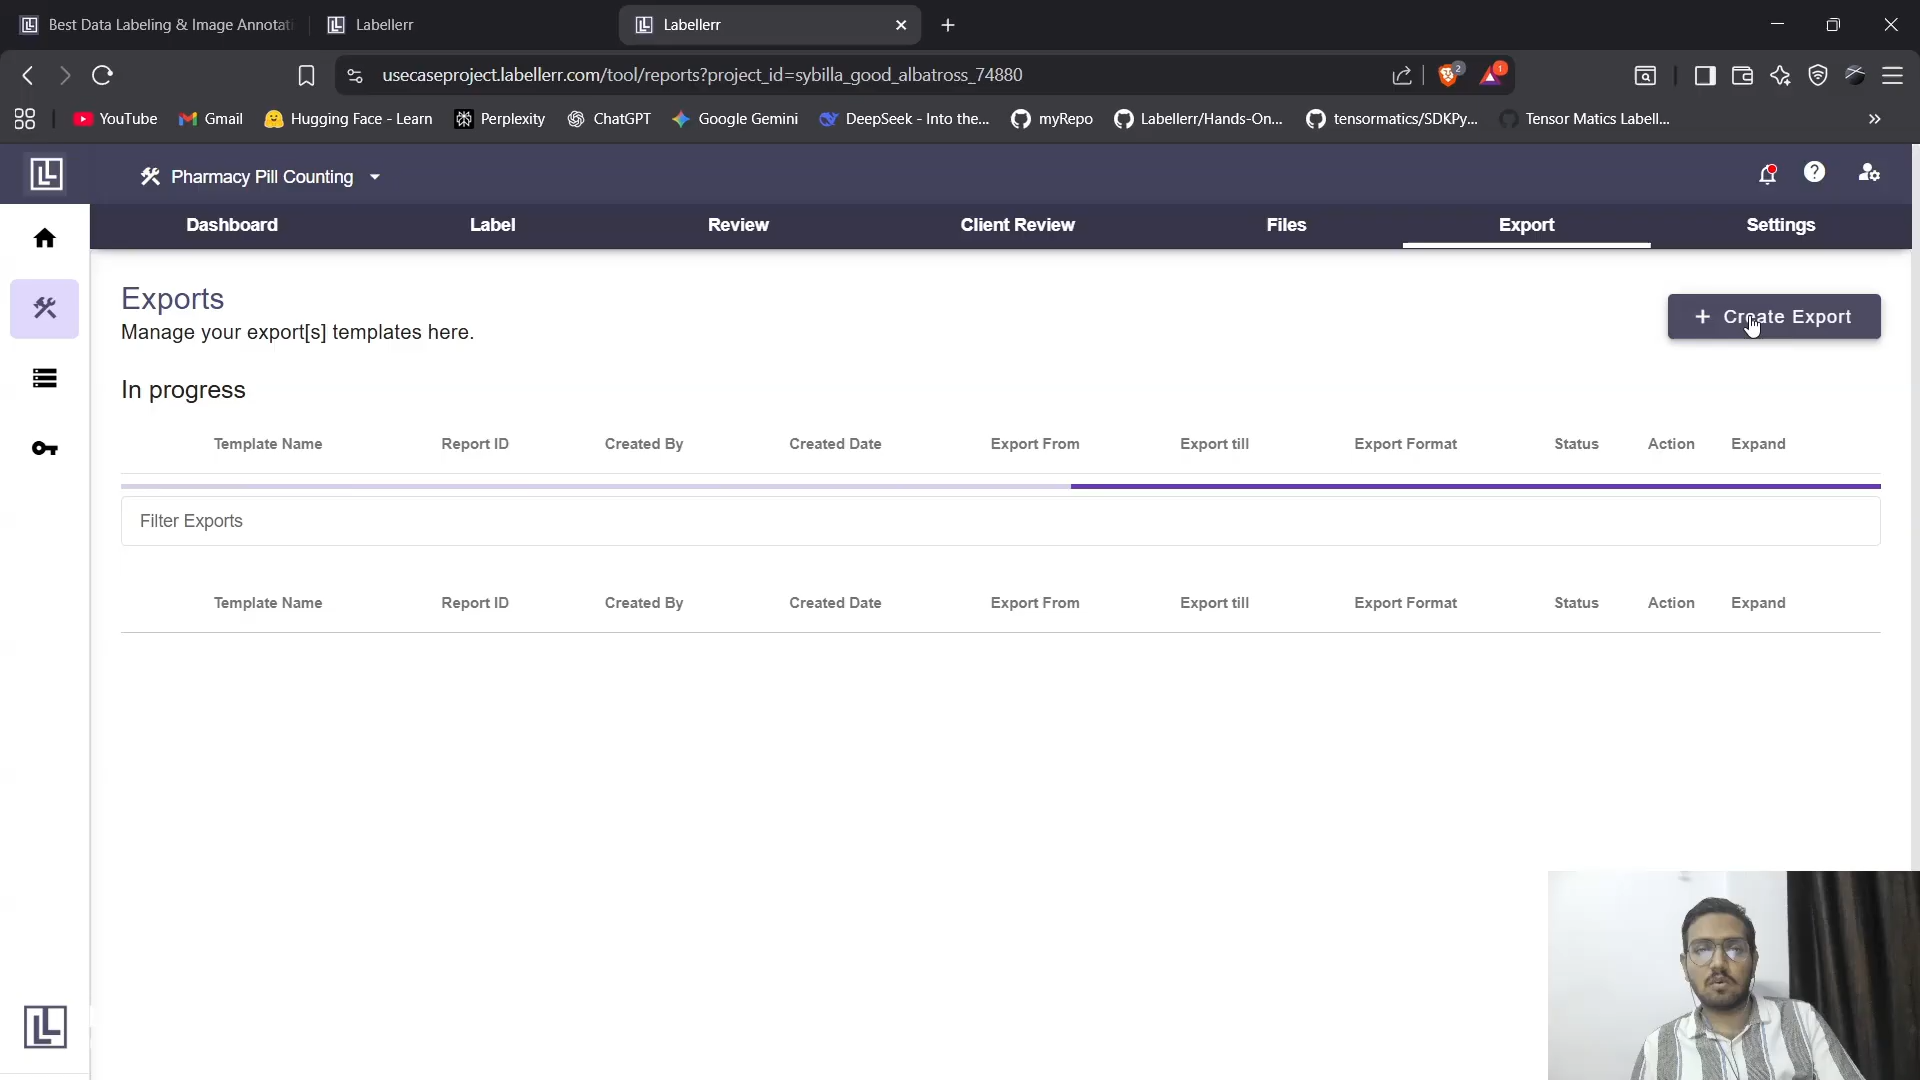 Best Data Labeling & Image Annotati
Labellerr
Labellerr
usecaseproject.labellerr.com/tool/reports?project_id=sybilla_good_albatross_74880
2
1
YouTube
Gmail
Hugging Face - Learn
Perplexity
ChatGPT
Google Gemini
DeepSeek - Into the...
myRepo
Labellerr/Hands-On...
tensormatics/SDKPy...
Tensor Matics Labell...
Pharmacy Pill Counting
Dashboard Label Review Client Review Files Export Settings
Exports
Manage your export[s] templates here.
+ Create Export
In progress
Template Name Report ID Created By Created Date Export From Export till Export Format Status Action Expand
Filter Exports
Template Name Report ID Created By Created Date Export From Export till Export Format Status Action Expand